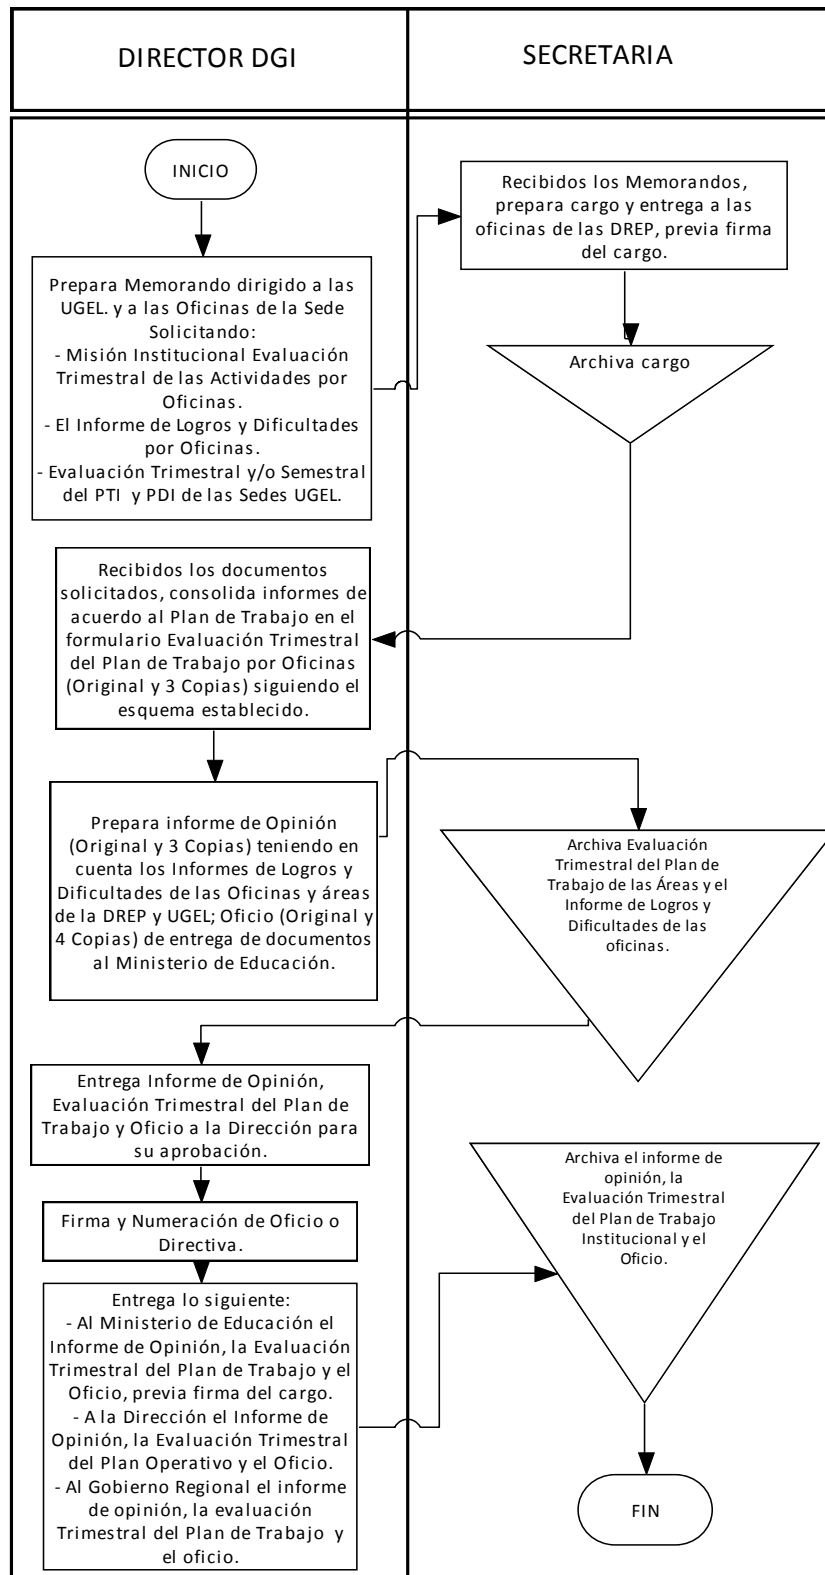 DIRECTOR DGI
SECRETARIA
INICIO
Recibidos los Memorandos,
prepara cargo y entrega a las
oficinas de las DREP, previa firma
del cargo.
Prepara Memorando dirigido a las
UGEL. y a las Oficinas de la Sede
Solicitando:
- Misión Institucional Evaluación
Trimestral de las Actividades por
Oficinas.
- El Informe de Logros y Dificultades
por Oficinas.
- Evaluación Trimestral y/o Semestral
del PTI y PDI de las Sedes UGEL.
Archiva cargo
Recibidos los documentos
solicitados, consolida informes de
acuerdo al Plan de Trabajo en el
formulario Evaluación Trimestral
del Plan de Trabajo por Oficinas
(Original y 3 Copias) siguiendo el
esquema establecido.
Prepara informe de Opinión
(Original y 3 Copias) teniendo en
cuenta los Informes de Logros y
Dificultades de las Oficinas y áreas
de la DREP y UGEL; Oficio (Original y
4 Copias) de entrega de documentos
al Ministerio de Educación.
Archiva Evaluación
Trimestral del Plan de
Trabajo de las Áreas y el
Informe de Logros y
Dificultades de las
oficinas.
Entrega Informe de Opinión,
Evaluación Trimestral del Plan de
Trabajo y Oficio a la Dirección para
su aprobación.
Firma y Numeración de Oficio o
Directiva.
Archiva el informe de
opinión, la
Evaluación Trimestral
del Plan de Trabajo
Institucional y el
Oficio.
Entrega lo siguiente:
- Al Ministerio de Educación el
Informe de Opinión, la Evaluación
Trimestral del Plan de Trabajo y el
Oficio, previa firma del cargo.
- A la Dirección el Informe de
Opinión, la Evaluación Trimestral
del Plan Operativo y el Oficio.
- Al Gobierno Regional el informe
de opinión, la evaluación
Trimestral del Plan de Trabajo y
el oficio.
FIN